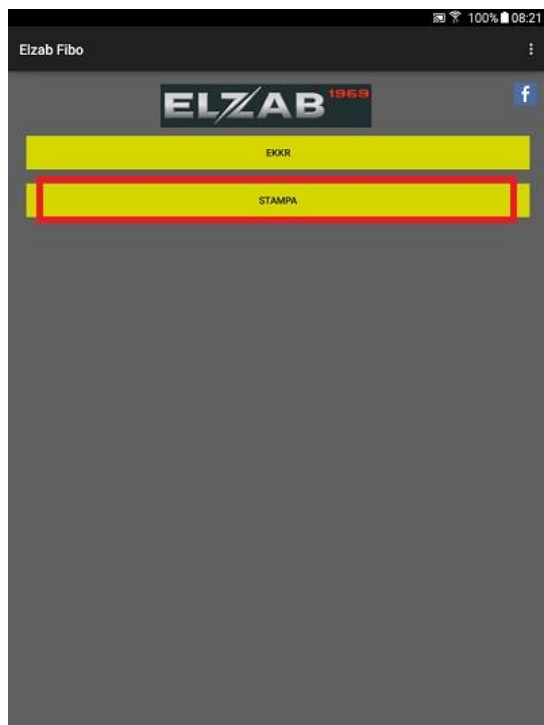 100% 08:21
Elzab Fibo
ELZAB 1969
f
EKKR
STAMPA